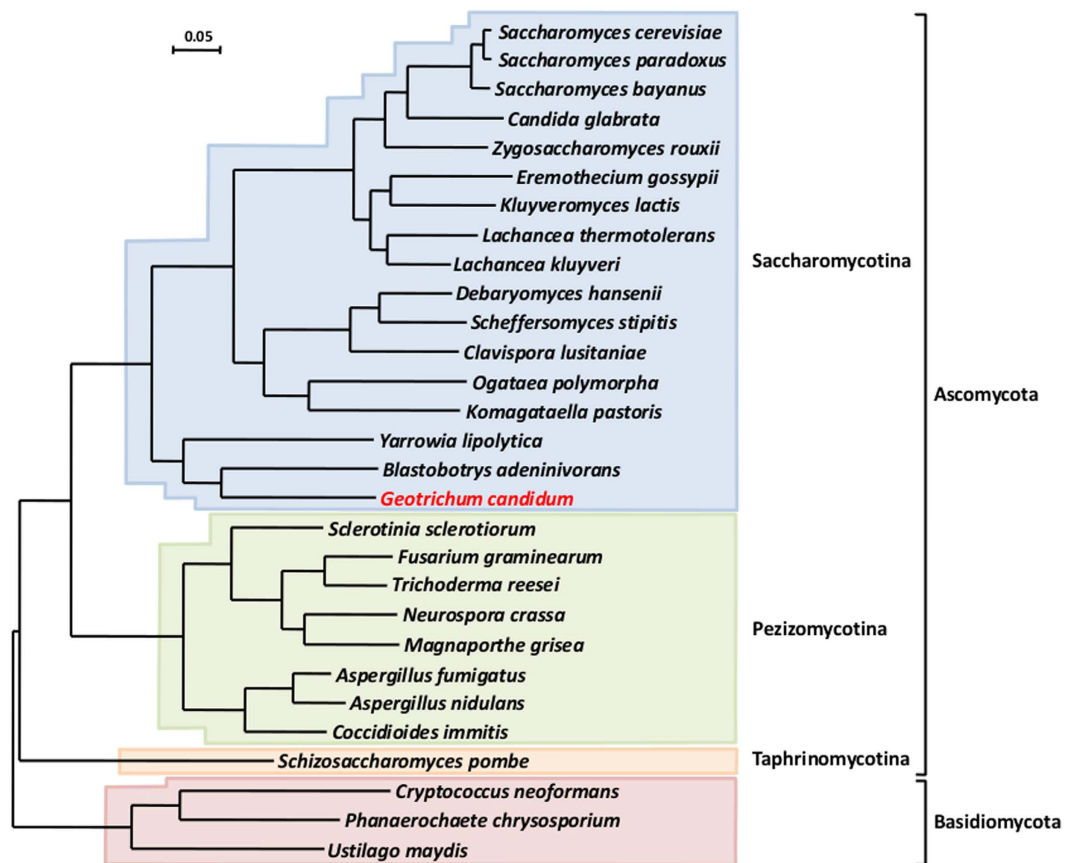 0.05
Saccharomyces cerevisiae
Saccharomyces paradoxus
Saccharomyces bayanus
Candida glabrata
Zygosaccharomyces rouxii
Eremothecium gossypii
Kluyveromyces lactis
Lachancea thermotolerans
Lachancea kluyveri
Saccharomycotina
Debaryomyces hansenii
Scheffersomyces stipitis
Clavispora lusitaniae
Ogataea polymorpha
Ascomycota
Komagataella pastoris
Yarrowia lipolytica
Blastobotrys adeninivorans
Geotrichum candidum
Sclerotinia sclerotiorum
Fusarium graminearum
Trichoderma reesei
Neurospora crassa
Pezizomycotina
Magnaporthe grisea
Aspergillus fumigatus
Aspergillus nidulans
Coccidioides immitis
Schizosaccharomyces pombe
Taphrinomycotina
Cryptococcus neoformans
Phanaerochaete chrysosporium
Basidiomycota
Ustilago maydis